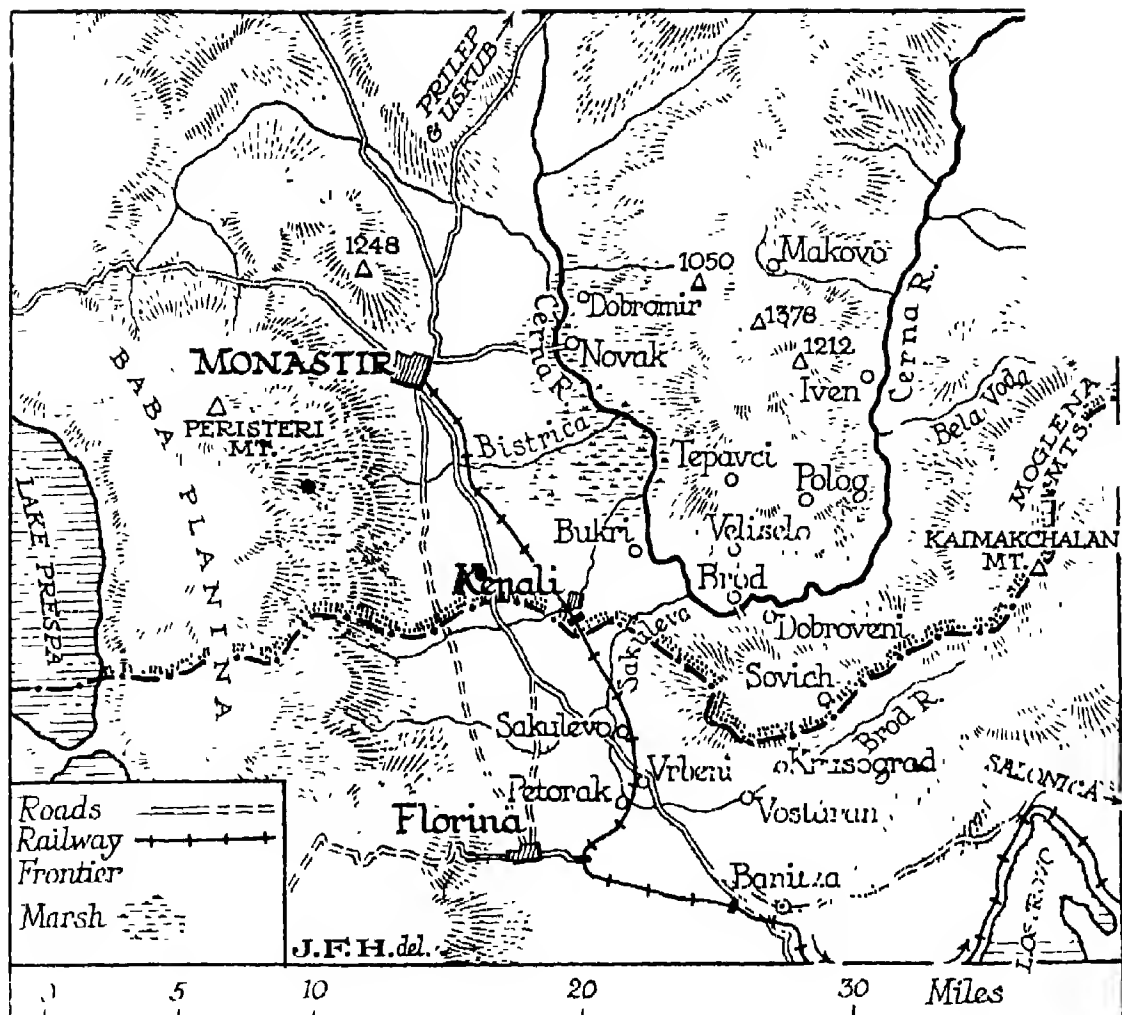 PRILEP
& USKUB
1248
1050
Makovo
Dobromir
1378
Cerna R.
Cerna R.
Novak
1212
MONASTIR
Iven
BABA PLANINA
PERISTERI
MT.
Bela Voda
MOGLENA
MTS.
Bistrica
Tepavci
Polog
LAKE PRESPA
Bukri
Veliselo
KAIMAKCHALAN
MT.
Kenali
Brod
Dobroveni
Sakuleva
Sovich
Sakulevo
Brod R.
Krusograd
Vrbeni
SALONICA
Petorak
Vostaran
Florina
Banitza
Roads
Railway
Frontier
Marsh
J.F.H. del.
5
10
20
30
Miles